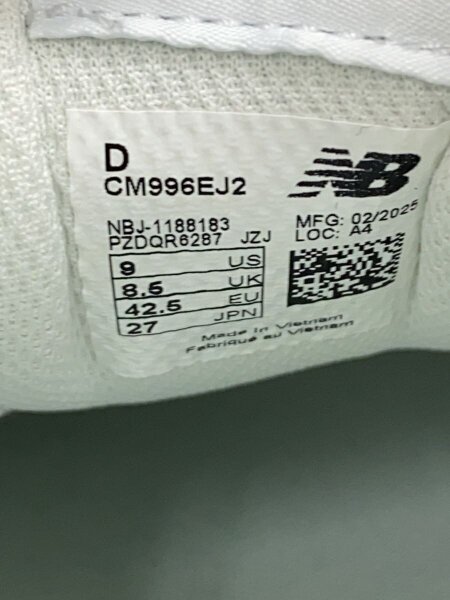 D
CM996EJ2
NB
NBJ-1188183
PZDQR6287 JZJ
MFG: 02/2025
LOC: A4
9 US
8.5 UK
42.5 EU
27 JPN
Made in Vietnam
Fabriqué au Vietnam